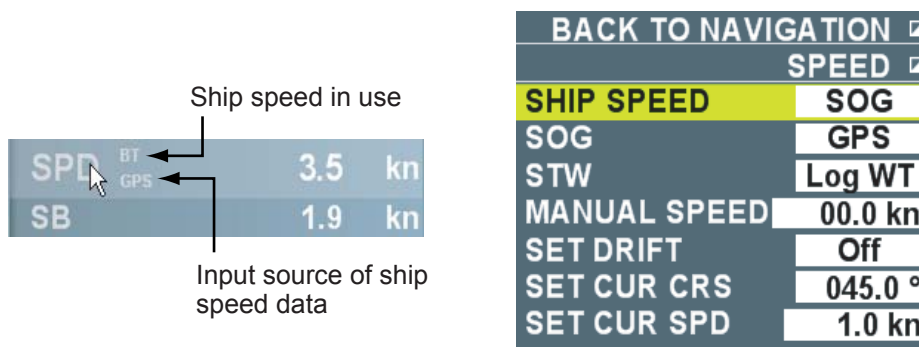 Ship speed in use
SPD BT 3.5 kn
GPS
SB 1.9 kn
Input source of ship
speed data
BACK TO NAVIGATION
SPEED
SHIP SPEED SOG
SOG GPS
STW Log WT
MANUAL SPEED 00.0 kn
SET DRIFT Off
SET CUR CRS 045.0 °
SET CUR SPD 1.0 kn